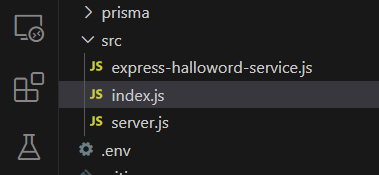 prisma
src
JS express-halloword-service.js
JS index.js
JS server.js
.env